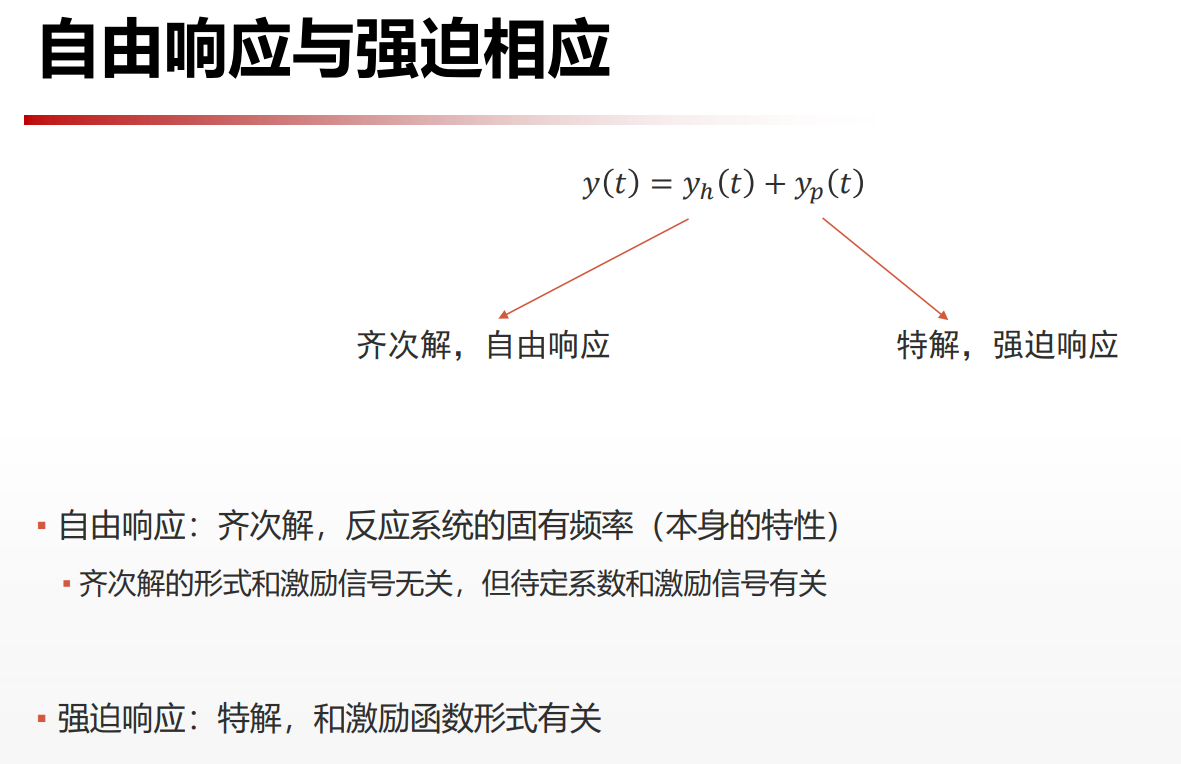 自由响应与强迫相应
y(t) = y_h(t) + y_p(t)
齐次解，自由响应
特解，强迫响应
▪ 自由响应：齐次解，反应系统的固有频率（本身的特性）
▪ 齐次解的形式和激励信号无关，但待定系数和激励信号有关
▪ 强迫响应：特解，和激励函数形式有关